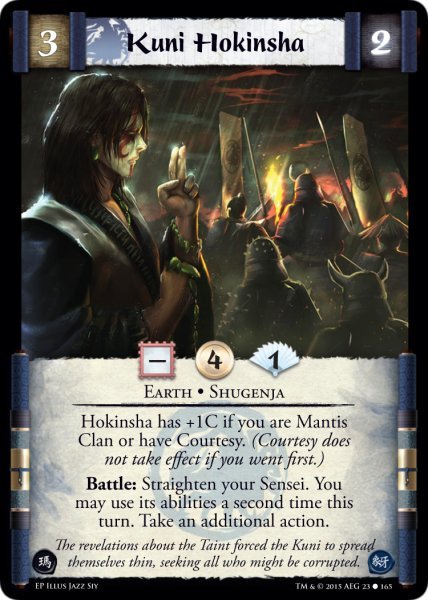 3 Kuni Hokinsha 2
– 4 1
Earth • Shugenja
Hokinsha has +1C if you are Mantis
Clan or have Courtesy. (Courtesy does
not take effect if you went first.)
Battle: Straighten your Sensei. You
may use its abilities a second time this
turn. Take an additional action.
The revelations about the Taint forced the Kuni to spread
themselves thin, seeking all who might be corrupted.
EP Illus Jazz Siy TM & © 2015 AEG 23 • 165